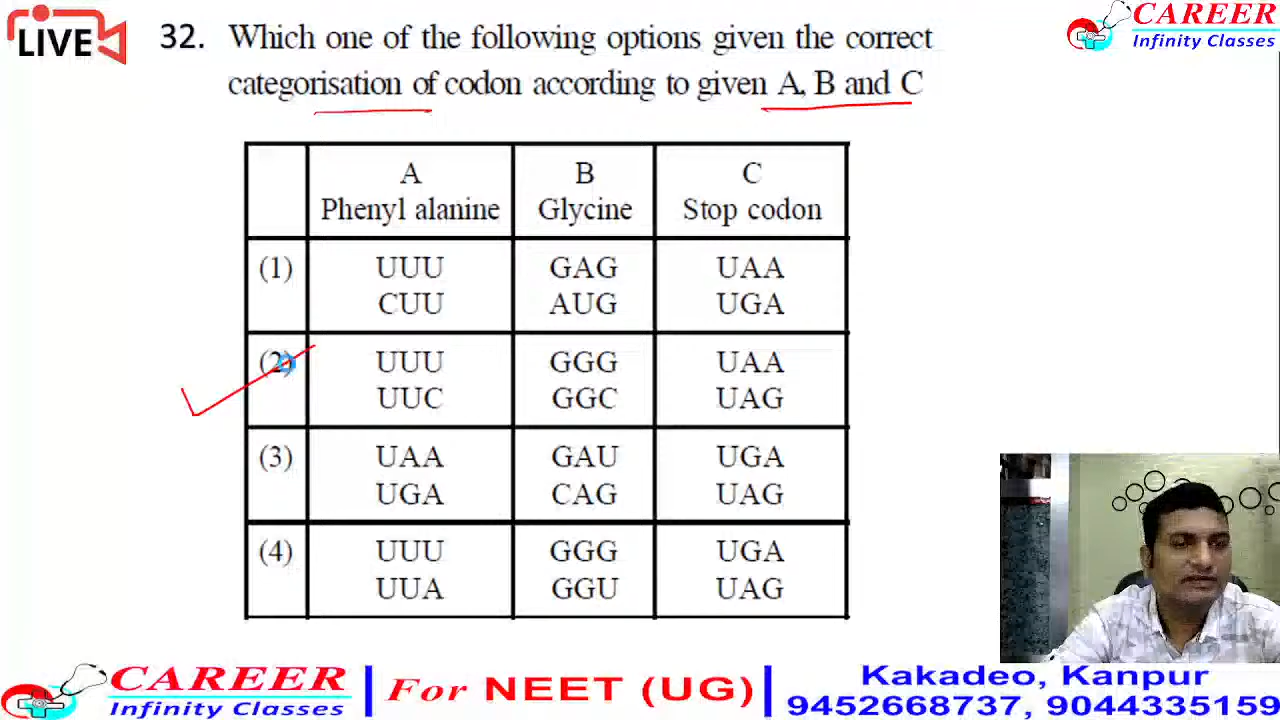 LIVE
CAREER
Infinity Classes
32. Which one of the following options given the correct
categorisation of codon according to given A, B and C
A B C
Phenyl alanine Glycine Stop codon
(1) UUU GAG UAA
CUU AUG UGA
(2) UUU GGG UAA
UUC GGC UAG
(3) UAA GAU UGA
UGA CAG UAG
(4) UUU GGG UGA
UUA GGU UAG
CAREER
Infinity Classes
For NEET (UG)
Kakadeo, Kanpur
9452668737, 9044335159